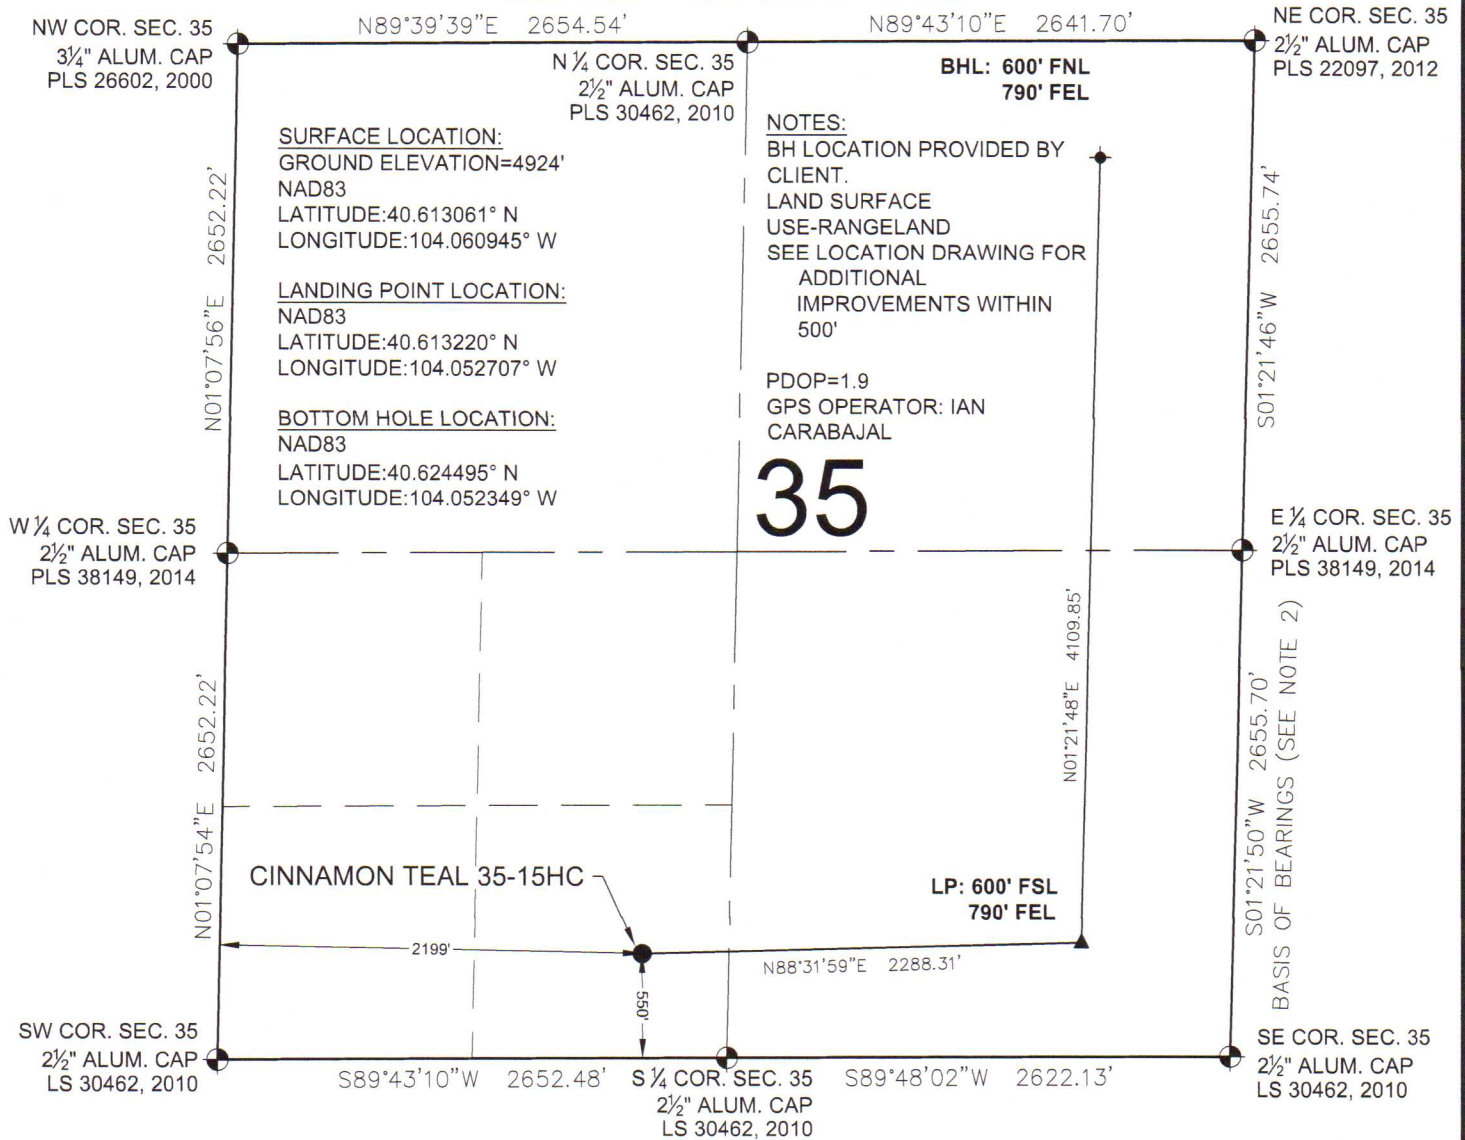 N89°39'39"E 2654.54'
N89°43'10"E 2641.70'
NW COR. SEC. 35
3¼" ALUM. CAP
PLS 26602, 2000
N ¼ COR. SEC. 35
2½" ALUM. CAP
PLS 30462, 2010
BHL: 600' FNL
790' FEL
NE COR. SEC. 35
2½" ALUM. CAP
PLS 22097, 2012
SURFACE LOCATION:
GROUND ELEVATION=4924'
NAD83
LATITUDE:40.613061° N
LONGITUDE:104.060945° W
LANDING POINT LOCATION:
NAD83
LATITUDE:40.613220° N
LONGITUDE:104.052707° W
BOTTOM HOLE LOCATION:
NAD83
LATITUDE:40.624495° N
LONGITUDE:104.052349° W
NOTES:
BH LOCATION PROVIDED BY
CLIENT.
LAND SURFACE
USE-RANGELAND
SEE LOCATION DRAWING FOR
ADDITIONAL
IMPROVEMENTS WITHIN
500'
PDOP=1.9
GPS OPERATOR: IAN
CARABAJAL
35
N01°07'56"E 2652.22'
S01°21'46"W 2655.74'
W ¼ COR. SEC. 35
2½" ALUM. CAP
PLS 38149, 2014
E ¼ COR. SEC. 35
2½" ALUM. CAP
PLS 38149, 2014
N01°07'54"E 2652.22'
N01°21'48"E 4109.85'
S01°21'50"W 2655.70'
BASIS OF BEARINGS (SEE NOTE 2)
CINNAMON TEAL 35-15HC
LP: 600' FSL
790' FEL
2199'
N88°31'59"E 2288.31'
550'
SW COR. SEC. 35
2½" ALUM. CAP
LS 30462, 2010
S89°43'10"W 2652.48'
S ¼ COR. SEC. 35
2½" ALUM. CAP
LS 30462, 2010
S89°48'02"W 2622.13'
SE COR. SEC. 35
2½" ALUM. CAP
LS 30462, 2010